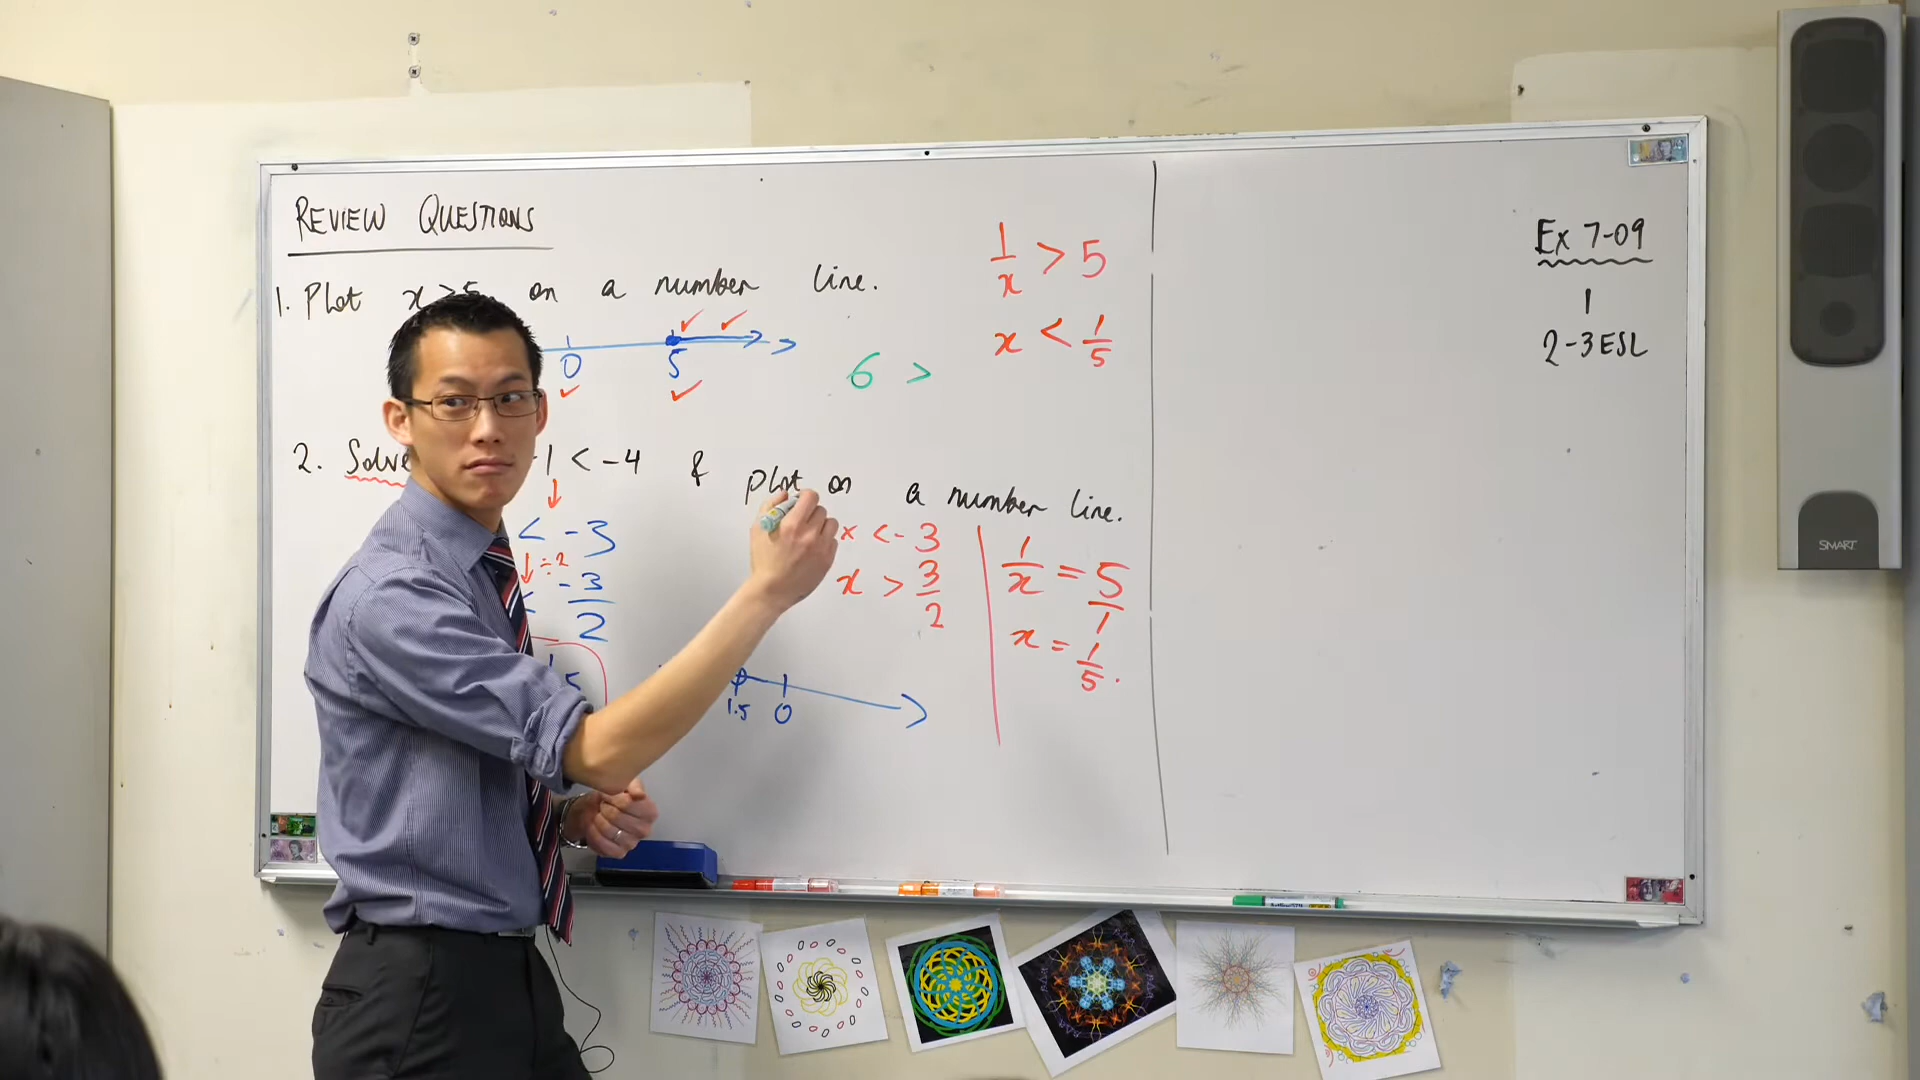 REVIEW QUESTIONS
1. Plot x ≥ 5 on a number line.
0 5
6 >
1/x > 5
x < 1/5
2. Solve -1 < -4 & plot on a number line.
< -3
÷2
< -3/2
x < -3
x > 3/2
1/x = 5/1
x = 1/5.
1.5 0
Ex 7-09
1
2-3ESL
SMART